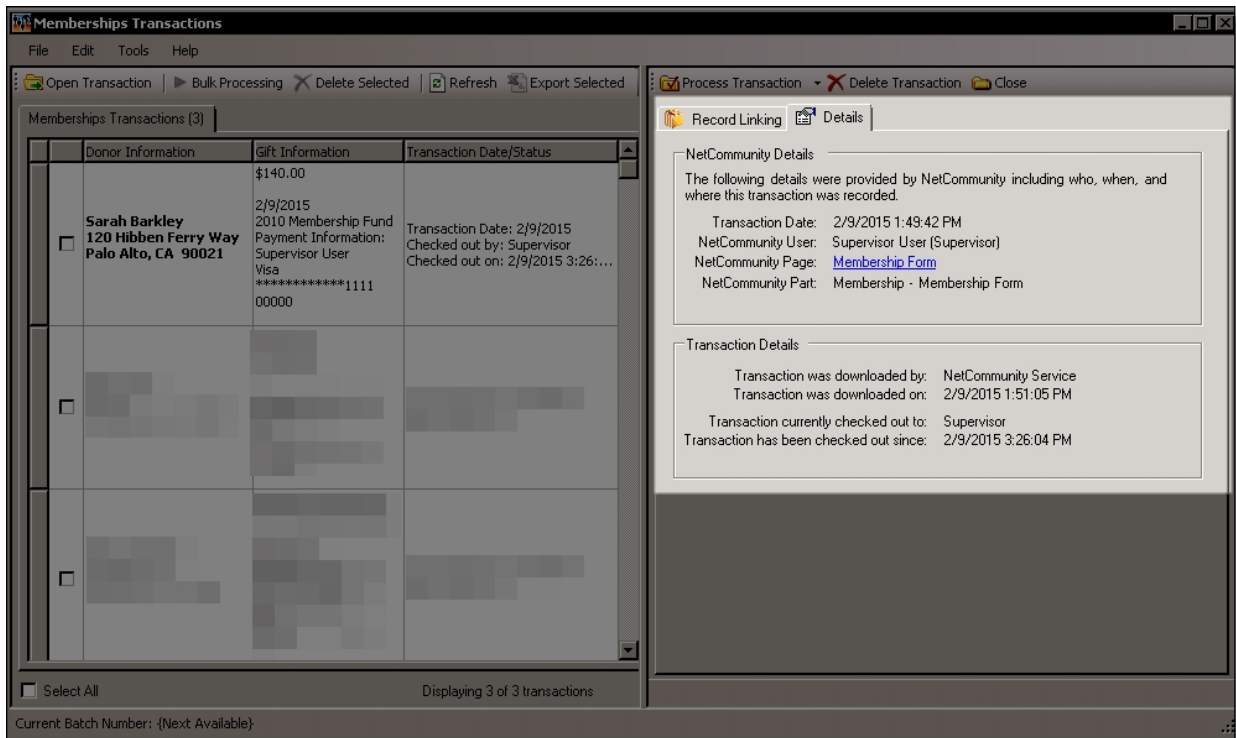 Memberships Transactions
File Edit Tools Help
Open Transaction Bulk Processing Delete Selected Refresh Export Selected
Memberships Transactions (3)
Donor Information Gift Information Transaction Date/Status
Sarah Barkley
120 Hibben Ferry Way
Palo Alto, CA 90021
$140.00
2/9/2015
2010 Membership Fund
Payment Information:
Supervisor User
Visa
************1111
00000
Transaction Date: 2/9/2015
Checked out by: Supervisor
Checked out on: 2/9/2015 3:26:...
Select All Displaying 3 of 3 transactions
Process Transaction Delete Transaction Close
Record Linking Details
NetCommunity Details
The following details were provided by NetCommunity including who, when, and
where this transaction was recorded.
Transaction Date: 2/9/2015 1:49:42 PM
NetCommunity User: Supervisor User (Supervisor)
NetCommunity Page: Membership Form
NetCommunity Part: Membership - Membership Form
Transaction Details
Transaction was downloaded by: NetCommunity Service
Transaction was downloaded on: 2/9/2015 1:51:05 PM
Transaction currently checked out to: Supervisor
Transaction has been checked out since: 2/9/2015 3:26:04 PM
Current Batch Number: {Next Available}